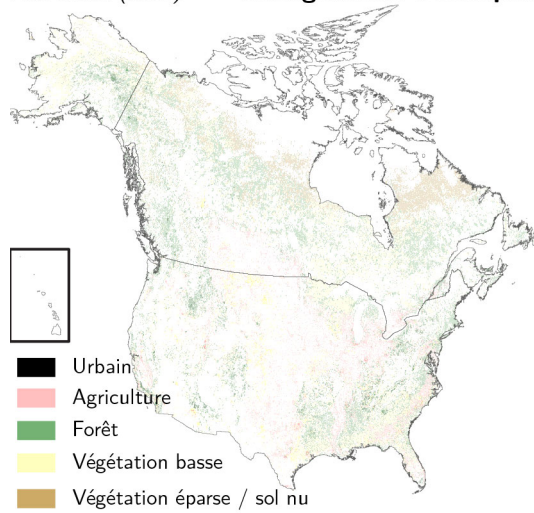 Urbain
Agriculture
Forêt
Végétation basse
Végétation éparse / sol nu